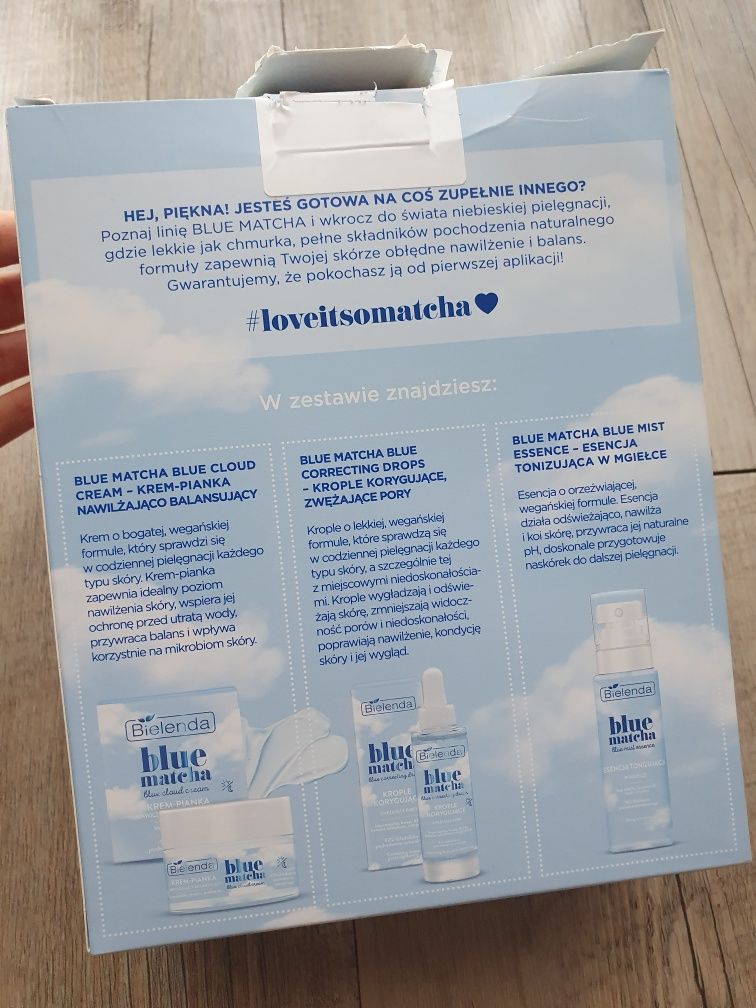 HEJ, PIĘKNA! JESTEŚ GOTOWA NA COŚ ZUPEŁNIE INNEGO?
Poznaj linię BLUE MATCHA i wkrocz do świata niebieskiej pielęgnacji,
gdzie lekkie jak chmurka, pełne składników pochodzenia naturalnego
formuły zapewnią Twojej skórze obłędne nawilżenie i balans.
Gwarantujemy, że pokochasz ją od pierwszej aplikacji!
#loveitsomatcha
W zestawie znajdziesz:
BLUE MATCHA BLUE CLOUD
CREAM – KREM-PIANKA
NAWILŻAJĄCO BALANSUJĄCY
Krem o bogatej, wegańskiej
formule, który sprawdzi się
w codziennej pielęgnacji każdego
typu skóry. Krem-pianka
zapewnia idealny poziom
nawilżenia skóry, wspiera jej
ochronę przed utratą wody,
przywraca balans i wpływa
korzystnie na mikrobiom skóry.
BLUE MATCHA BLUE
CORRECTING DROPS
– KROPLE KORYGUJĄCE,
ZWĘŻAJĄCE PORY
Krople o lekkiej, wegańskiej
formule, które sprawdzą się
w codziennej pielęgnacji każdego
typu skóry, a szczególnie tej
z miejscowymi niedoskonałościa-
mi. Krople wygładzają i odświe-
żają skórę, zmniejszają widocz-
ność porów i niedoskonałości,
poprawiają nawilżenie, kondycję
skóry i jej wygląd.
BLUE MATCHA BLUE MIST
ESSENCE – ESENCJA
TONIZUJĄCA W MGIEŁCE
Esencja o orzeźwiającej,
wegańskiej formule. Esencja
działa odświeżająco, nawilża
i koi skórę, przywraca jej naturalne
pH, doskonale przygotowuje
naskórek do dalszej pielęgnacji.
Bielenda
blue
matcha
blue cloud cream
KREM-PIANKA
Bielenda
KREM-PIANKA
blue
matcha
blue cloud cream
Bielenda
blue
matcha
KROPLE
KORYGUJĄCE
Bielenda
blue
matcha
KROPLE
KORYGUJĄCE
Bielenda
blue
matcha
blue mist essence
ESENCJA TONIZUJĄCA